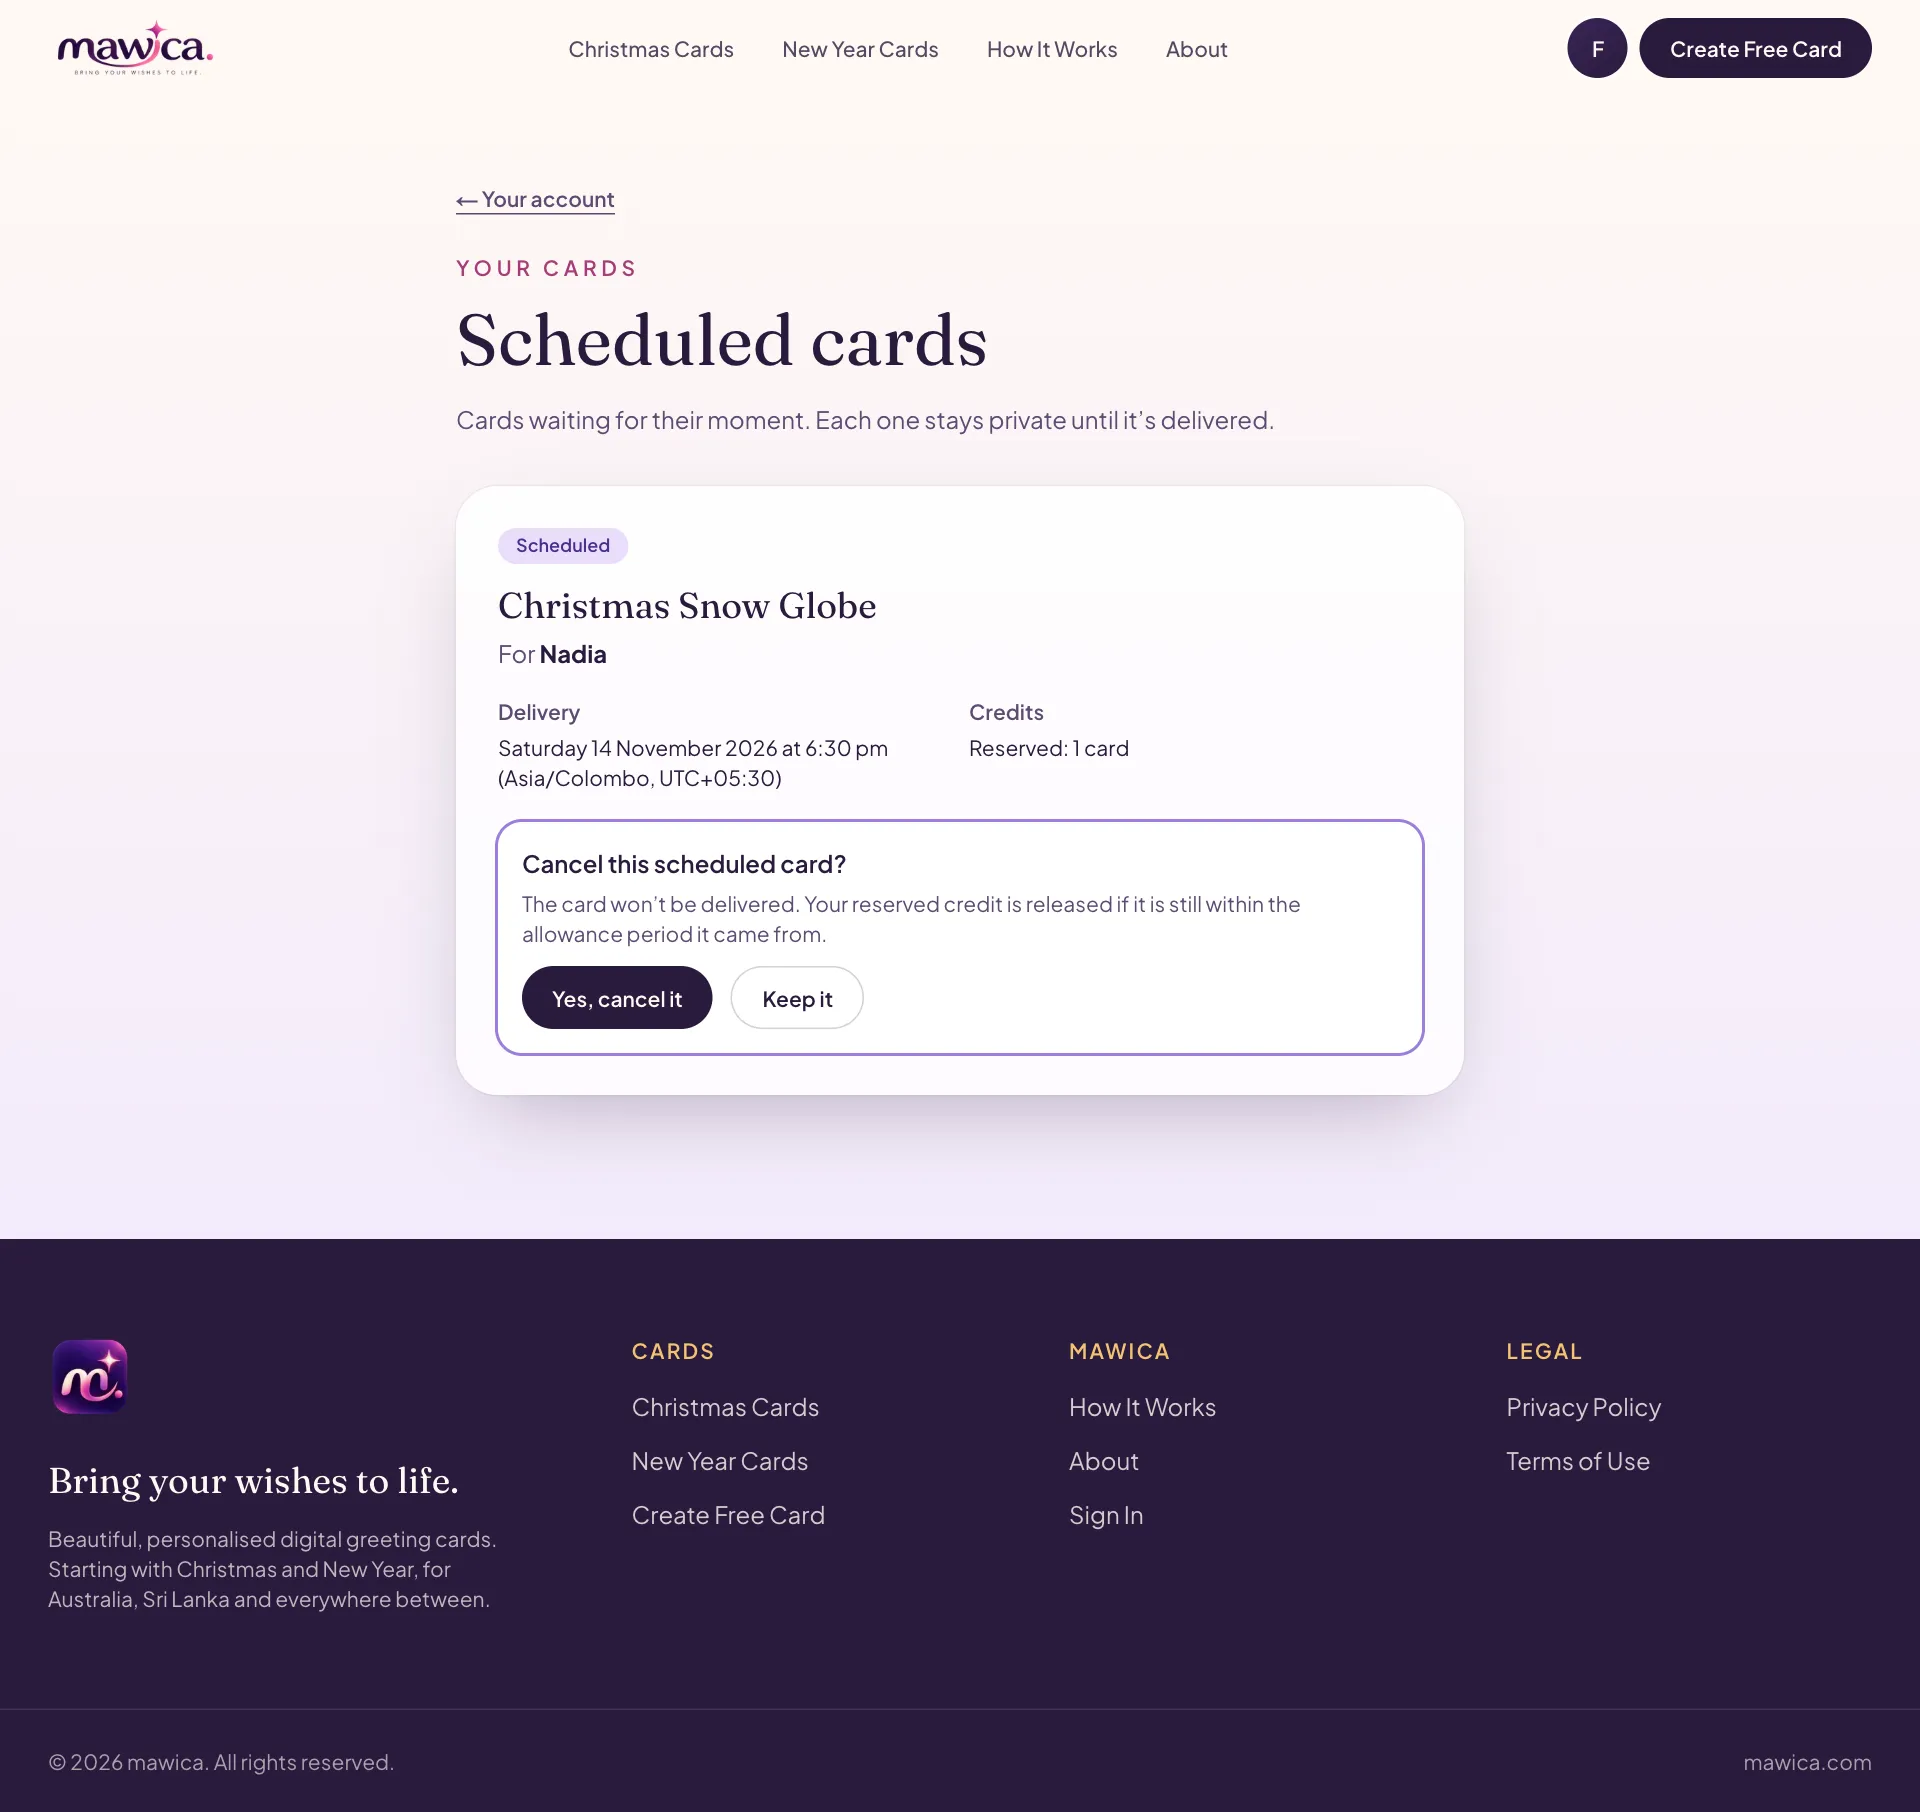 mawica.
BRING YOUR WISHES TO LIFE.
Christmas Cards
New Year Cards
How It Works
About
F
Create Free Card
← Your account
YOUR CARDS
Scheduled cards
Cards waiting for their moment. Each one stays private until it’s delivered.
Scheduled
Christmas Snow Globe
For Nadia
Delivery
Saturday 14 November 2026 at 6:30 pm
(Asia/Colombo, UTC+05:30)
Credits
Reserved: 1 card
Cancel this scheduled card?
The card won’t be delivered. Your reserved credit is released if it is still within the
allowance period it came from.
Yes, cancel it
Keep it
m.
Bring your wishes to life.
Beautiful, personalised digital greeting cards.
Starting with Christmas and New Year, for
Australia, Sri Lanka and everywhere between.
CARDS
Christmas Cards
New Year Cards
Create Free Card
MAWICA
How It Works
About
Sign In
LEGAL
Privacy Policy
Terms of Use
© 2026 mawica. All rights reserved.
mawica.com